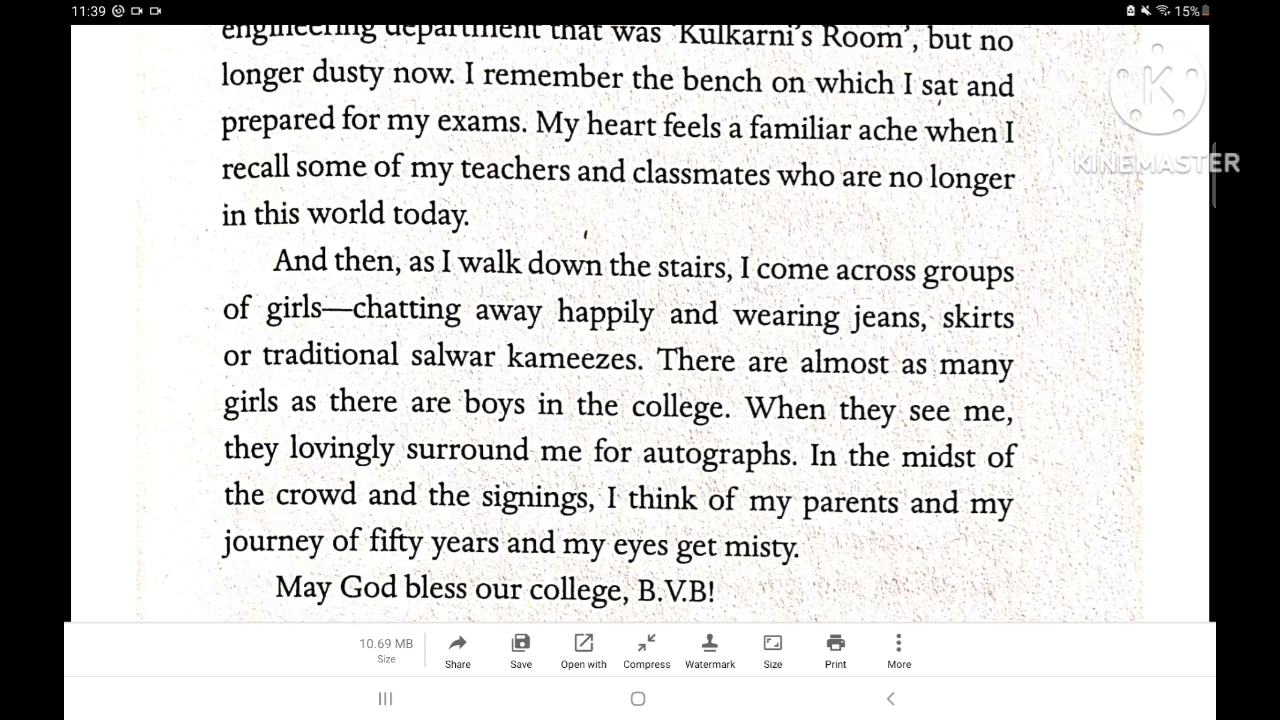 11:39
15%
engineering department that was 'Kulkarni's Room', but no
longer dusty now. I remember the bench on which I sat and
prepared for my exams. My heart feels a familiar ache when I
recall some of my teachers and classmates who are no longer
in this world today.
And then, as I walk down the stairs, I come across groups
of girls—chatting away happily and wearing jeans, skirts
or traditional salwar kameezes. There are almost as many
girls as there are boys in the college. When they see me,
they lovingly surround me for autographs. In the midst of
the crowd and the signings, I think of my parents and my
journey of fifty years and my eyes get misty.
May God bless our college, B.V.B!
K
KINEMASTER
10.69 MB
Size
Share
Save
Open with
Compress
Watermark
Size
Print
More